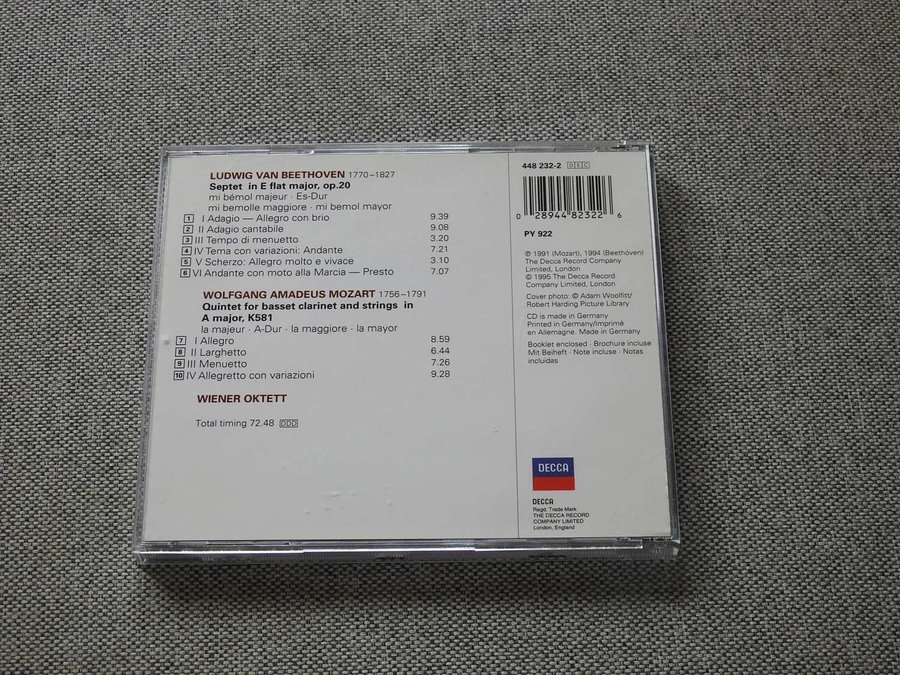 LUDWIG VAN BEETHOVEN 1770–1827
Septet in E flat major, op.20
mi bémol majeur · Es-Dur
mi bemolle maggiore · mi bemol mayor
1 I Adagio — Allegro con brio 9.39
2 II Adagio cantabile 9.08
3 III Tempo di menuetto 3.20
4 IV Tema con variazioni: Andante 7.21
5 V Scherzo: Allegro molto e vivace 3.10
6 VI Andante con moto alla Marcia — Presto 7.07
WOLFGANG AMADEUS MOZART 1756–1791
Quintet for basset clarinet and strings in
A major, K581
la majeur · A-Dur · la maggiore · la mayor
7 I Allegro 8.59
8 II Larghetto 6.44
9 III Menuetto 7.26
10 IV Allegretto con variazioni 9.28
WIENER OKTETT
Total timing 72.48 DDD
448 232-2 DEC
0 28944 82322 6
PY 922
℗ 1991 (Mozart), 1994 (Beethoven)
The Decca Record Company
Limited, London
© 1995 The Decca Record
Company Limited, London
Cover photo: © Adam Woolfitt/
Robert Harding Picture Library
CD is made in Germany
Printed in Germany/Imprimé
en Allemagne. Made in Germany
Booklet enclosed · Brochure incluse
Mit Beiheft · Note incluse · Notas
incluidas
DECCA
DECCA
Regd. Trade Mark
THE DECCA RECORD
COMPANY LIMITED
London, England